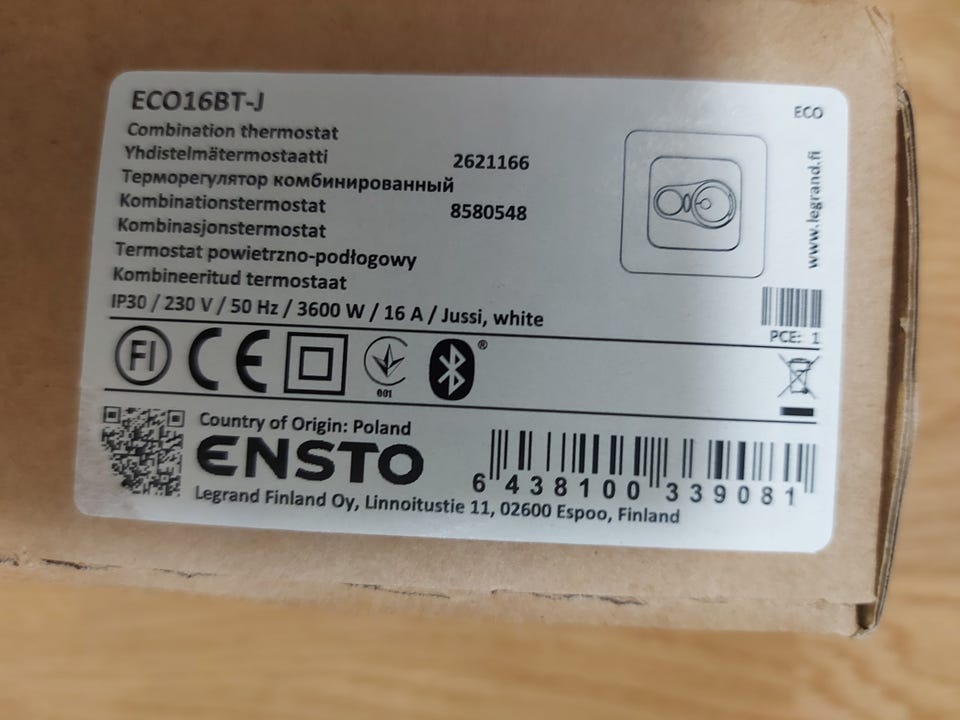 ECO16BT-J
ECO
Combination thermostat
Yhdistelmätermostaatti 2621166
Терморегулятор комбинированный
Kombinationstermostat 8580548
Kombinasjonstermostat
Termostat powietrzno-podłogowy
Kombineeritud termostaat
IP30 / 230 V / 50 Hz / 3600 W / 16 A / Jussi, white
www.legrand.fi
PCE: 1
FI CE 001 ®
Country of Origin: Poland
ENSTO
6 438100 339081
Legrand Finland Oy, Linnoitustie 11, 02600 Espoo, Finland